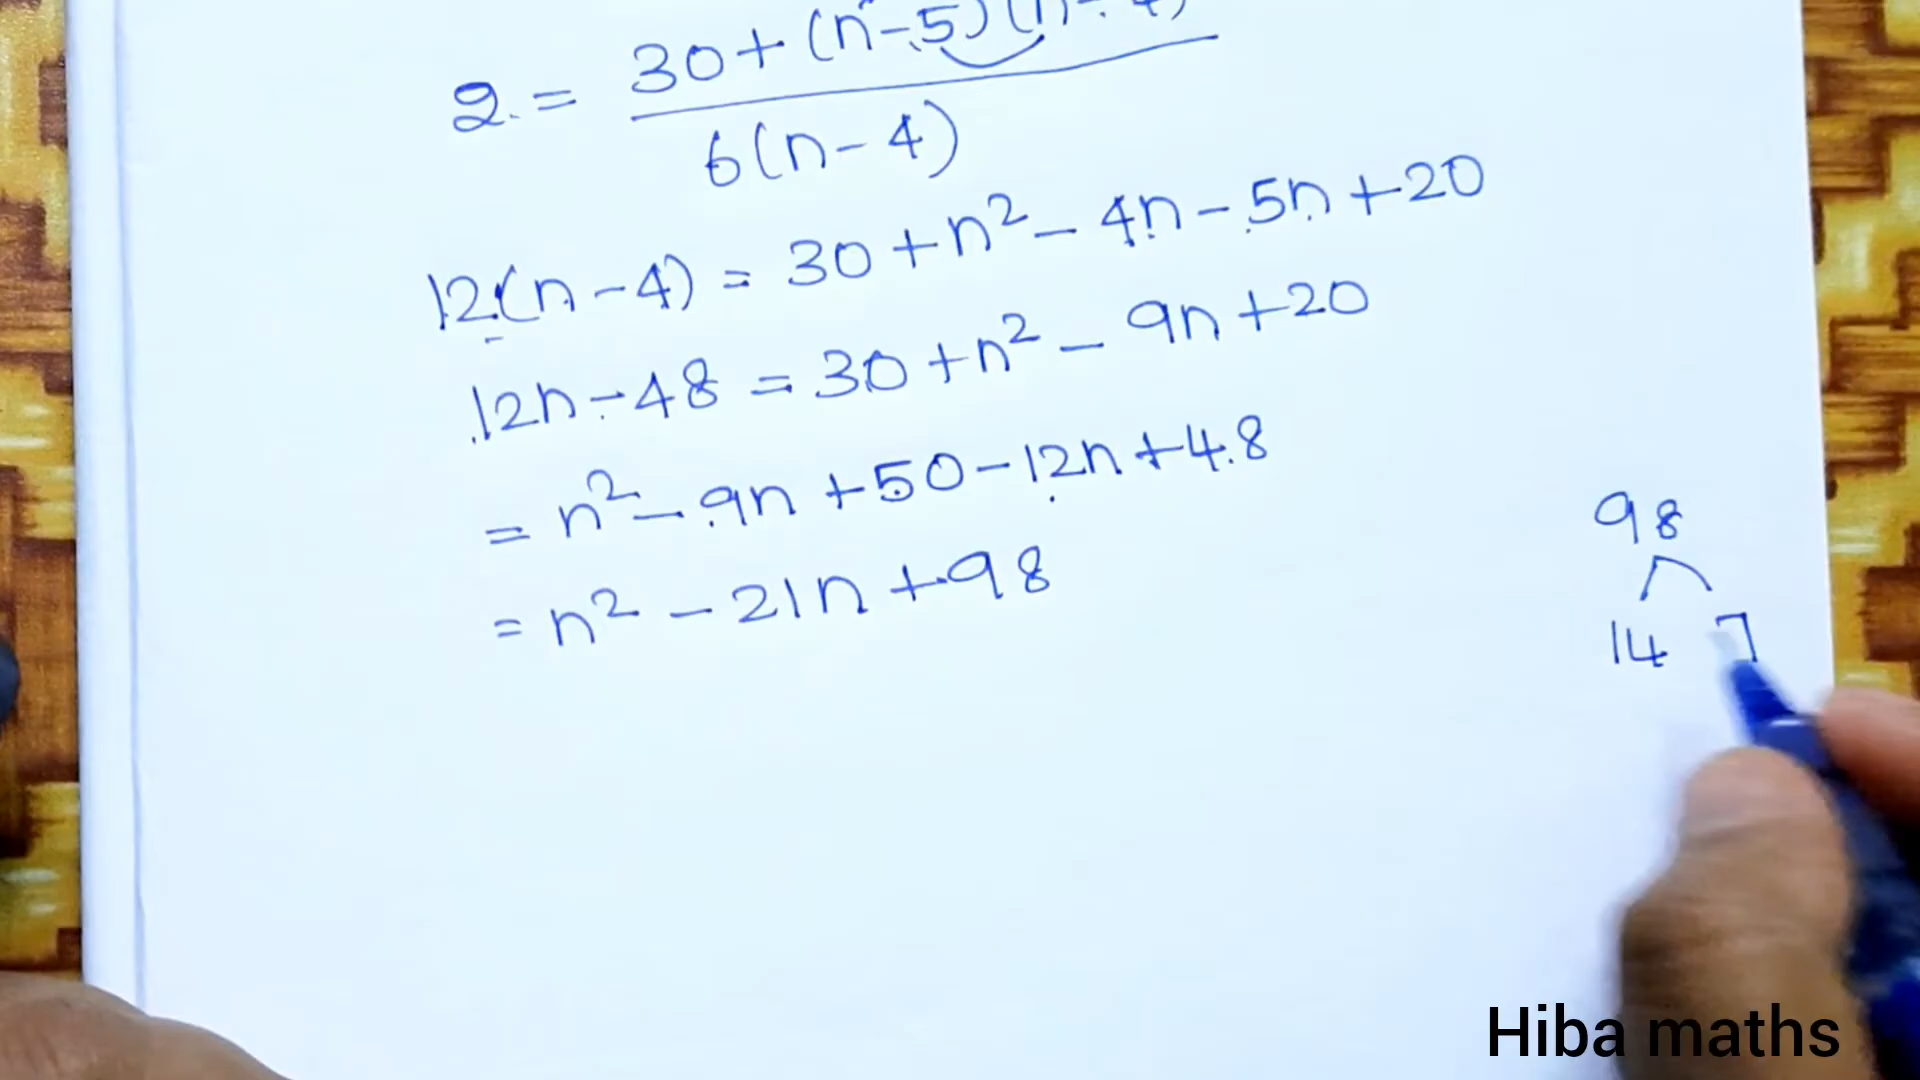 2 = 30+(n-5)(n-4)
6(n-4)
12(n-4) = 30+n²-4n-5n+20
12n-48 = 30+n²-9n+20
= n²-9n+50-12n+48
= n²-21n+98
98
14 7
Hiba maths